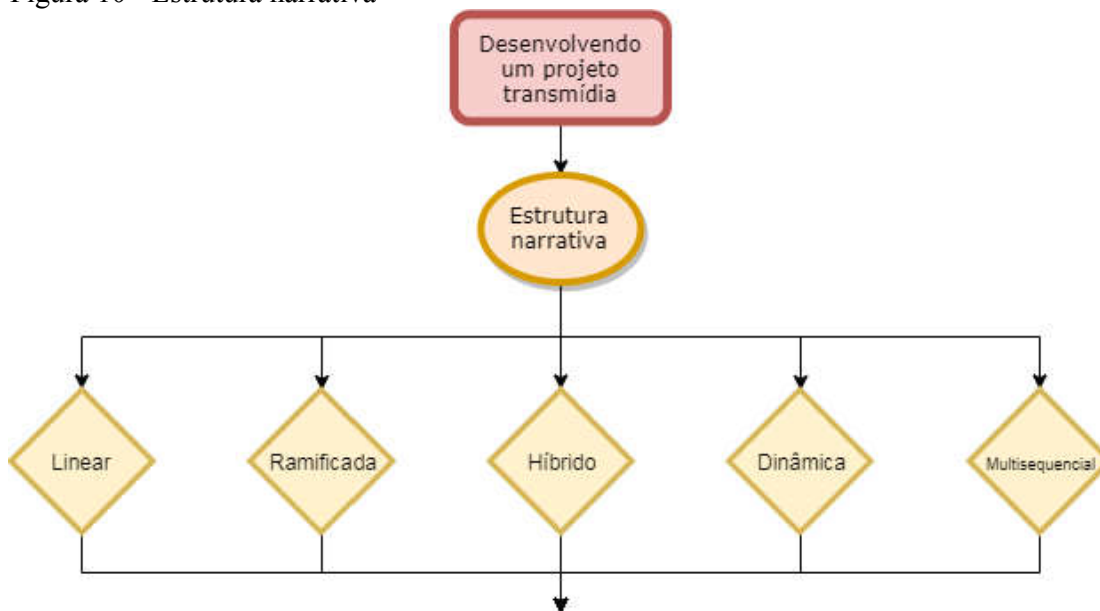 Figura 10 - Estrutura narrativa
Desenvolvendo
um projeto
transmídia
Estrutura
narrativa
Linear
Ramificada
Híbrido
Dinâmica
Multisequencial